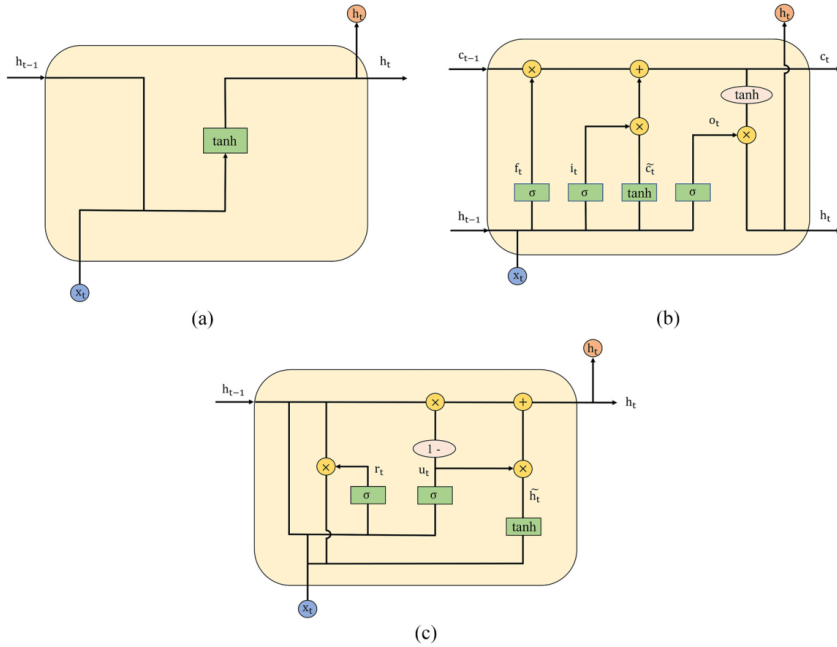 h_t
h_{t-1}
h_t
tanh
x_t
(a)
h_t
c_{t-1}
c_t
×
+
tanh
×
o_t
×
f_t
i_t
c̃_t
σ
σ
tanh
σ
h_{t-1}
h_t
x_t
(b)
h_t
h_{t-1}
×
+
h_t
1 -
×
r_t
u_t
×
σ
σ
h̃_t
tanh
x_t
(c)